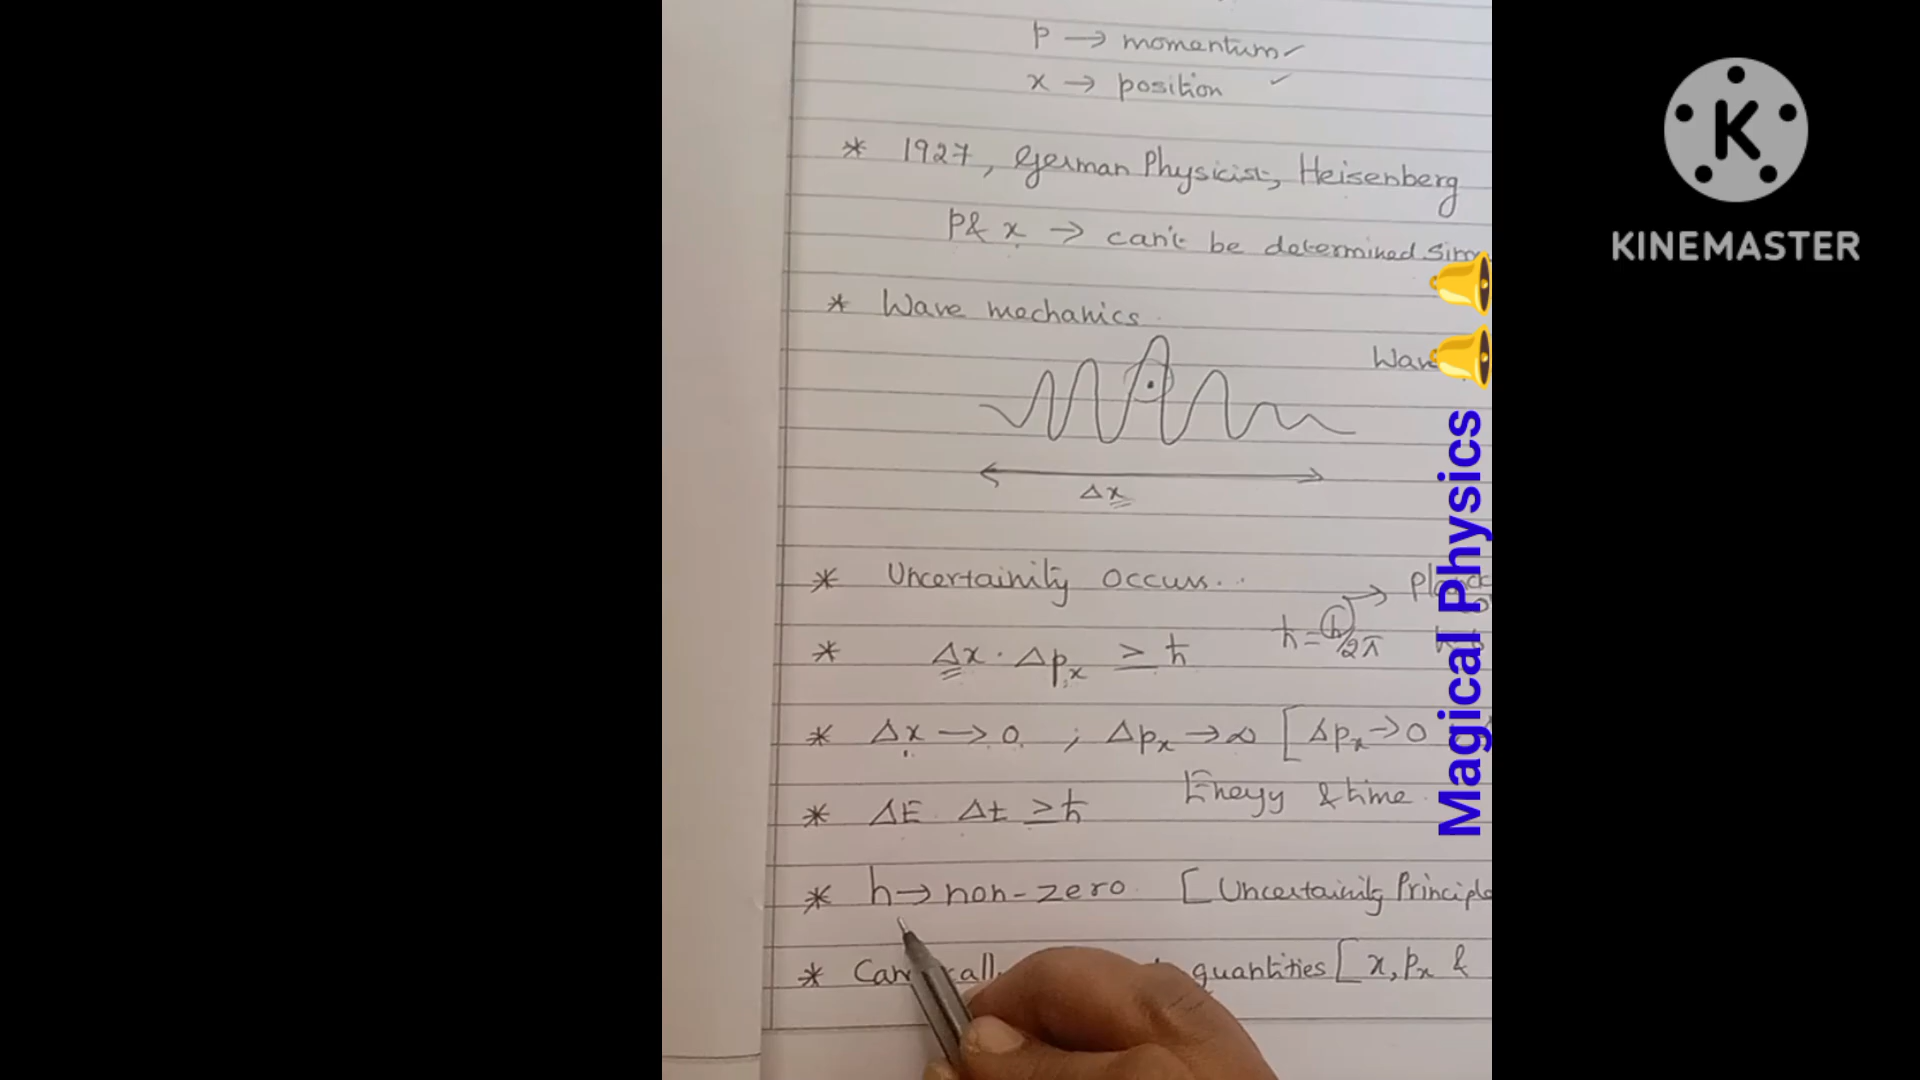 p → momentum ✓
x → position ✓
* 1927, German Physicist, Heisenberg
p & x → can't be determined
* Wave mechanics
Δx
* Uncertainity occurs...
ħ = h/2π
* Δx · Δpₓ ≥ ħ
* Δx → 0 ; Δpₓ → ∞ [ Δpₓ → 0
* ΔE Δt ≥ ħ Energy & time
* h → non-zero. [ Uncertainity Principle
* quantities [ x, pₓ &
Magical Physics
K
KINEMASTER